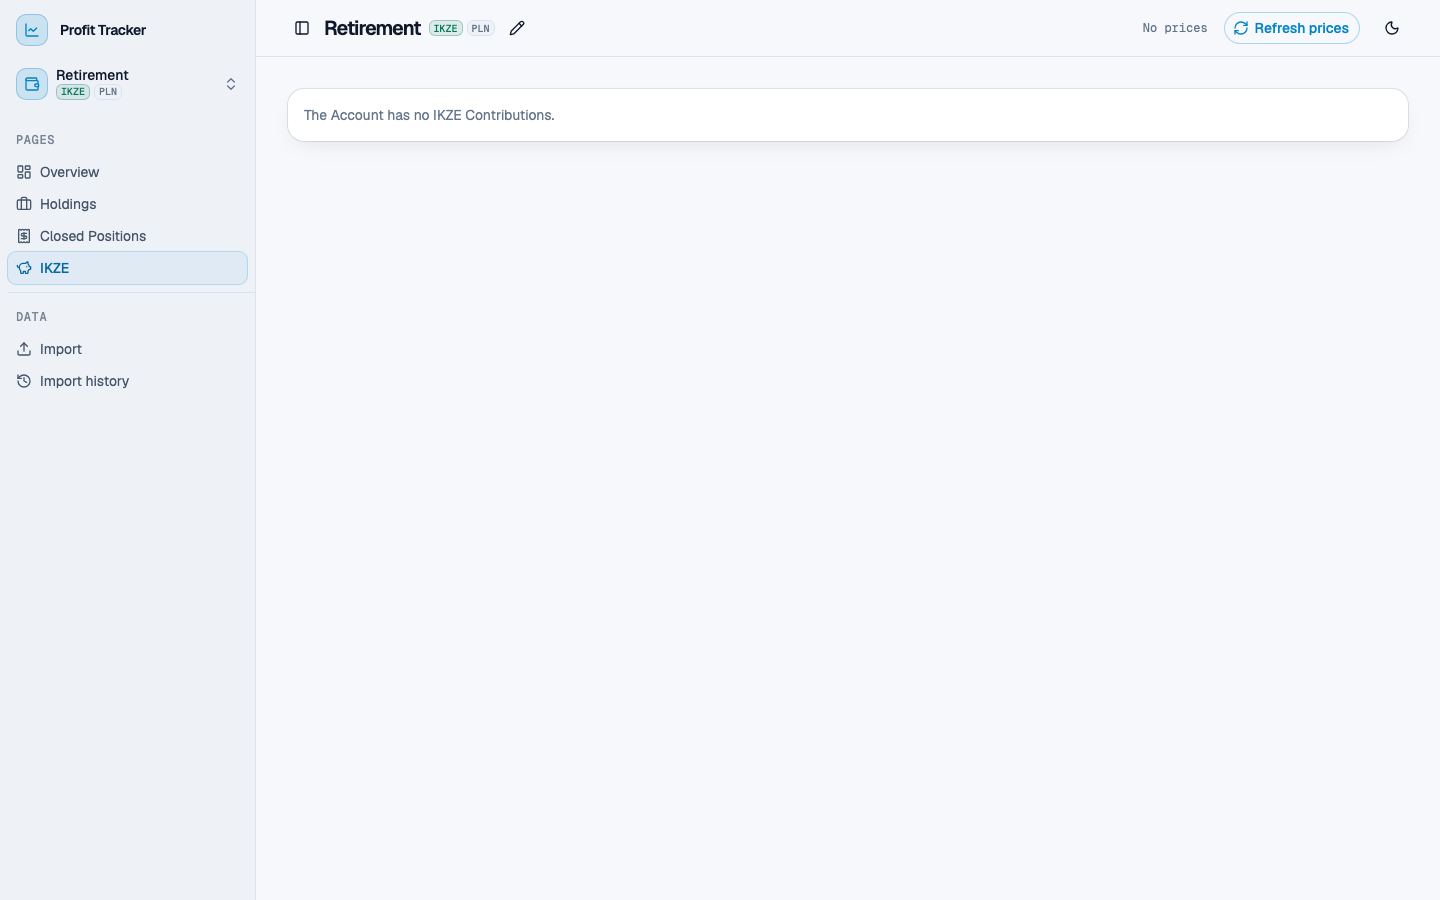 Profit Tracker
Retirement
IKZE PLN
PAGES
Overview
Holdings
Closed Positions
IKZE
DATA
Import
Import history
Retirement IKZE PLN
No prices
Refresh prices
The Account has no IKZE Contributions.